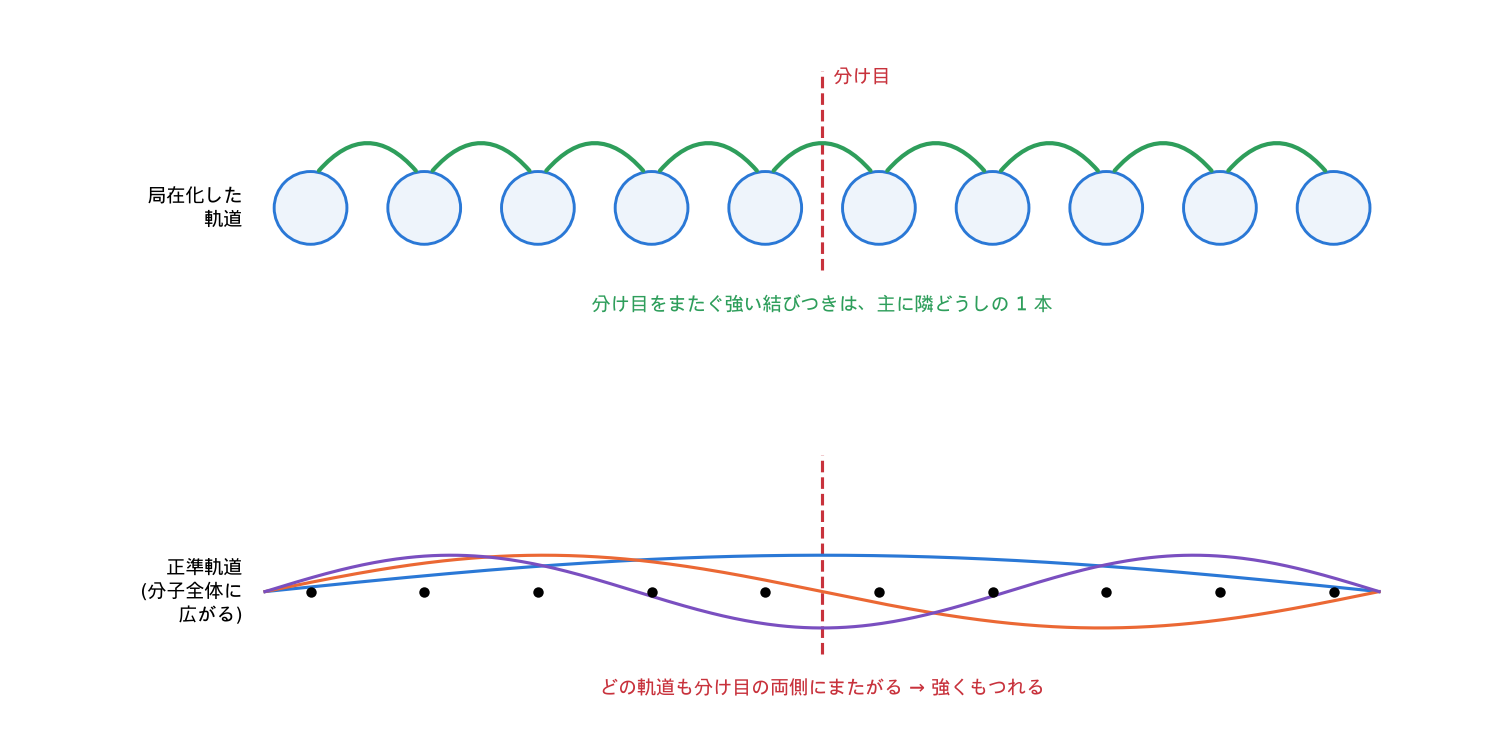 分け目
局在化した
軌道
分け目をまたぐ強い結びつきは、主に隣どうしの 1 本
正準軌道
(分子全体に
広がる)
どの軌道も分け目の両側にまたがる → 強くもつれる